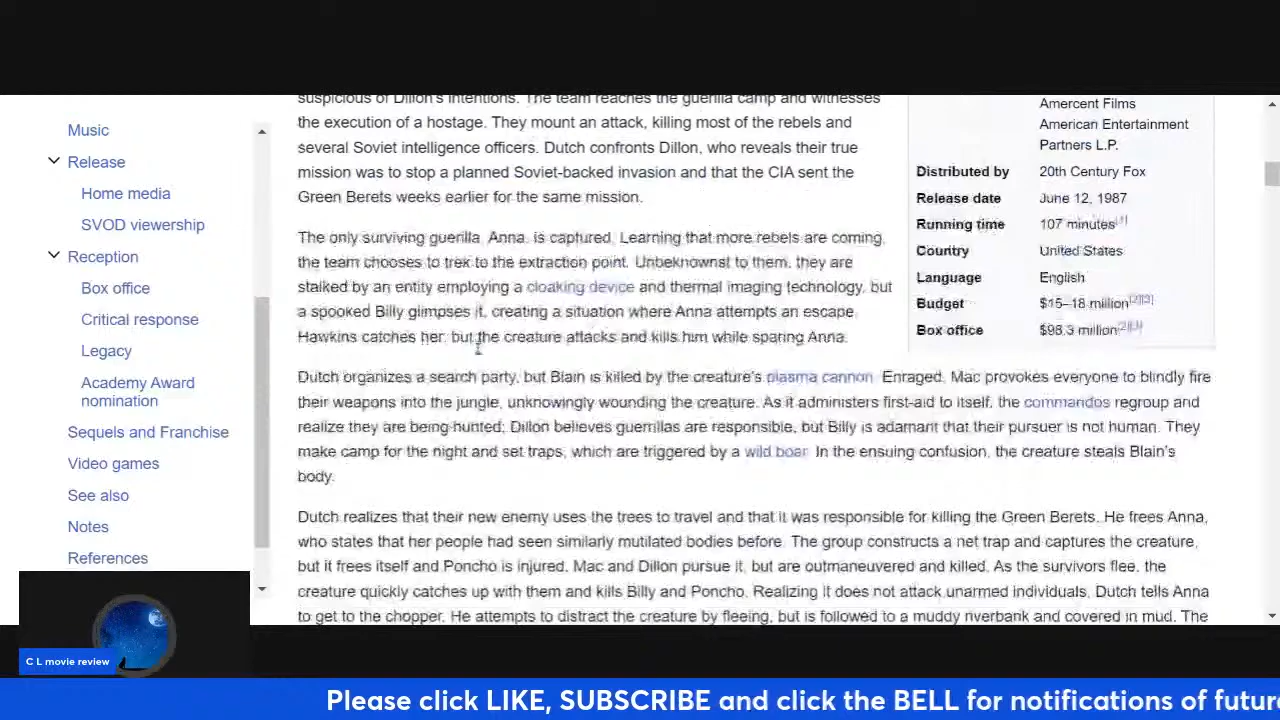 Music
Release
Home media
SVOD viewership
Reception
Box office
Critical response
Legacy
Academy Award
nomination
Sequels and Franchise
Video games
See also
Notes
References
suspicious of Dillon's intentions. The team reaches the guerilla camp and witnesses
the execution of a hostage. They mount an attack, killing most of the rebels and
several Soviet intelligence officers. Dutch confronts Dillon, who reveals their true
mission was to stop a planned Soviet-backed invasion and that the CIA sent the
Green Berets weeks earlier for the same mission.
The only surviving guerilla, Anna, is captured. Learning that more rebels are coming,
the team chooses to trek to the extraction point. Unbeknownst to them, they are
stalked by an entity employing a cloaking device and thermal imaging technology, but
a spooked Billy glimpses it, creating a situation where Anna attempts an escape.
Hawkins catches her, but the creature attacks and kills him while sparing Anna.
Dutch organizes a search party, but Blain is killed by the creature's plasma cannon. Enraged, Mac provokes everyone to blindly fire
their weapons into the jungle, unknowingly wounding the creature. As it administers first-aid to itself, the commandos regroup and
realize they are being hunted; Dillon believes guerrillas are responsible, but Billy is adamant that their pursuer is not human. They
make camp for the night and set traps, which are triggered by a wild boar. In the ensuing confusion, the creature steals Blain's
body.
Dutch realizes that their new enemy uses the trees to travel and that it was responsible for killing the Green Berets. He frees Anna,
who states that her people had seen similarly mutilated bodies before. The group constructs a net trap and captures the creature,
but it frees itself and Poncho is injured. Mac and Dillon pursue it, but are outmaneuvered and killed. As the survivors flee, the
creature quickly catches up with them and kills Billy and Poncho. Realizing it does not attack unarmed individuals, Dutch tells Anna
to get to the chopper. He attempts to distract the creature by fleeing, but is followed to a muddy riverbank and covered in mud. The
Amercent Films
American Entertainment
Partners L.P.
Distributed by 20th Century Fox
Release date June 12, 1987
Running time 107 minutes[1]
Country United States
Language English
Budget $15–18 million[2][3]
Box office $98.3 million
C L movie review
Please click LIKE, SUBSCRIBE and click the BELL for notifications of futur